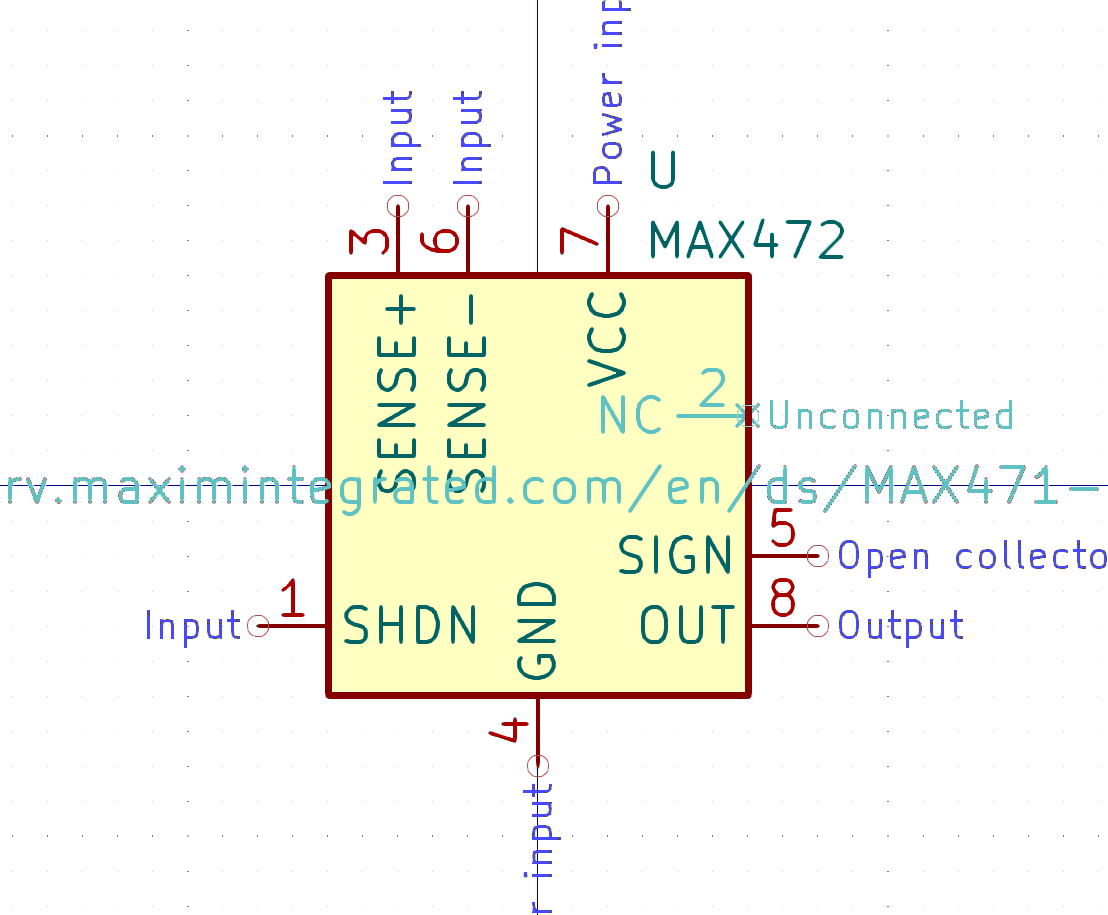 Input
Input
Power inp
U
MAX472
3
6
7
SENSE+
SENSE-
VCC
NC
2
Unconnected
rv.maximintegrated.com/en/ds/MAX471-
5
SIGN
Open collecto
Input
1
SHDN
GND
OUT
8
Output
4
r input